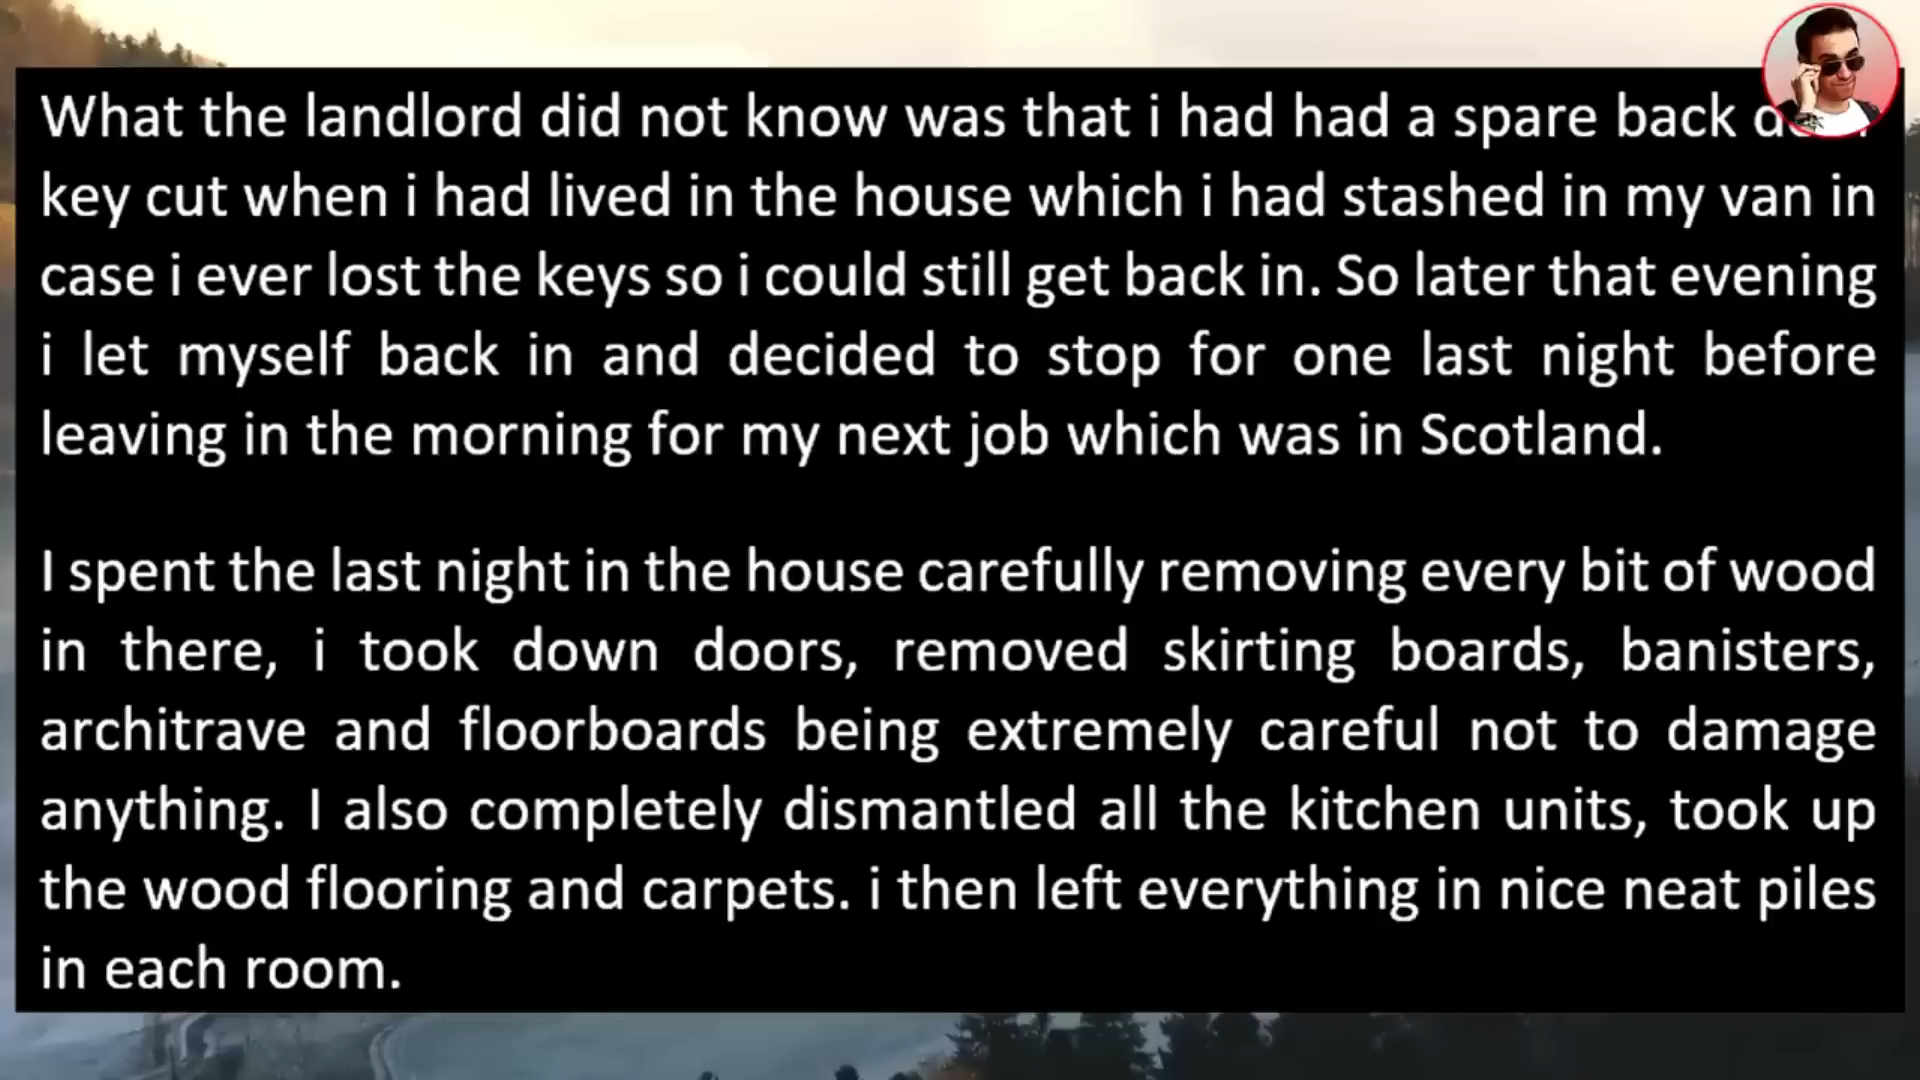 What the landlord did not know was that i had had a spare back
key cut when i had lived in the house which i had stashed in my van in
case i ever lost the keys so i could still get back in. So later that evening
i let myself back in and decided to stop for one last night before
leaving in the morning for my next job which was in Scotland.
I spent the last night in the house carefully removing every bit of wood
in there, i took down doors, removed skirting boards, banisters,
architrave and floorboards being extremely careful not to damage
anything. I also completely dismantled all the kitchen units, took up
the wood flooring and carpets. i then left everything in nice neat piles
in each room.